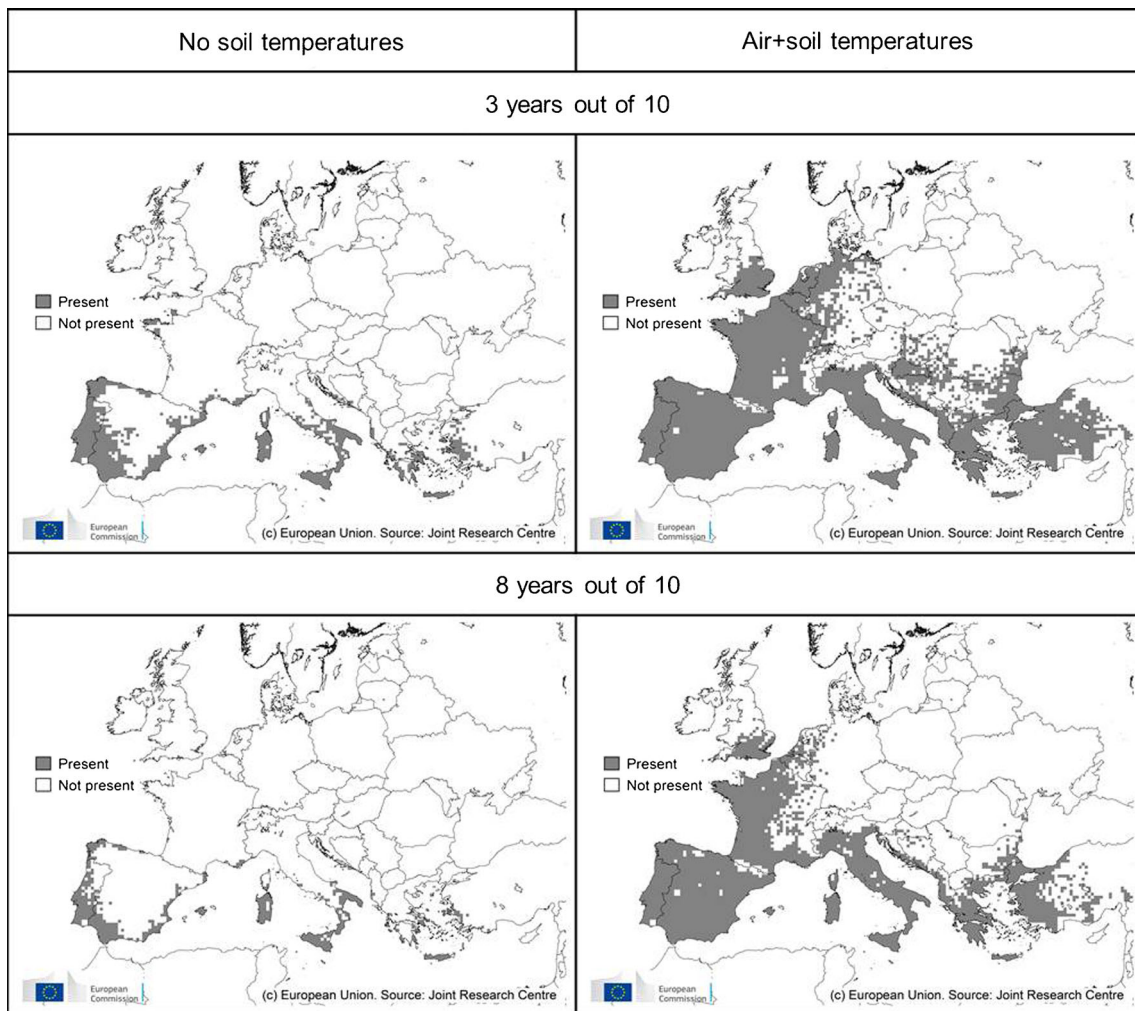 No soil temperatures
Air+soil temperatures
3 years out of 10
Present
Not present
European
Commission
(c) European Union. Source: Joint Research Centre
Present
Not present
European
Commission
(c) European Union. Source: Joint Research Centre
8 years out of 10
Present
Not present
European
Commission
(c) European Union. Source: Joint Research Centre
Present
Not present
European
Commission
(c) European Union. Source: Joint Research Centre